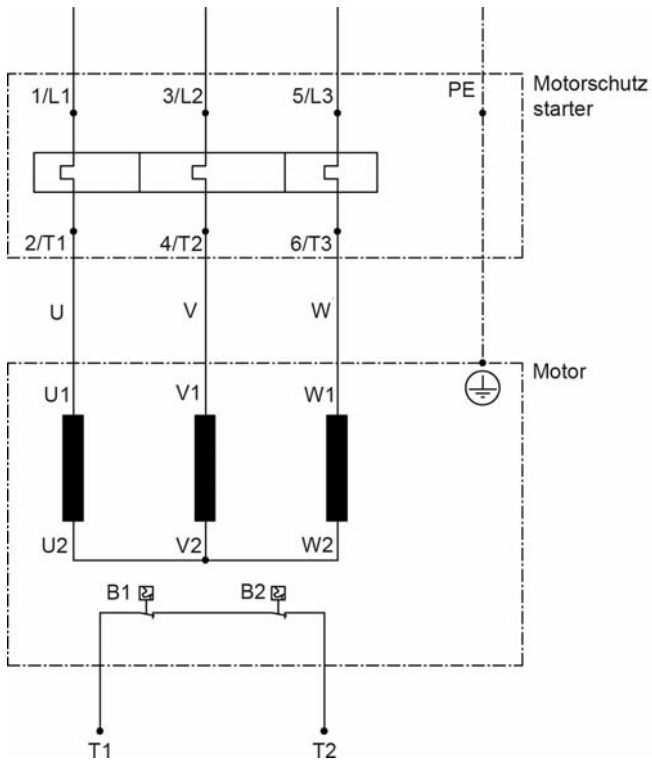 1/L1
3/L2
5/L3
PE
Motorschutz
starter
2/T1
4/T2
6/T3
U
V
W
Motor
U1
V1
W1
U2
V2
W2
B1
B2
T1
T2